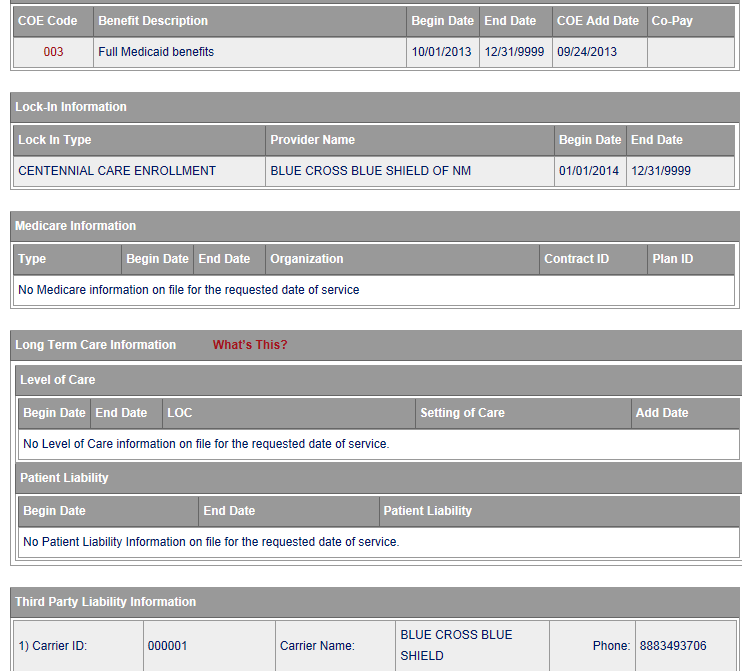 COE Code Benefit Description Begin Date End Date COE Add Date Co-Pay
003 Full Medicaid benefits 10/01/2013 12/31/9999 09/24/2013
Lock-In Information
Lock In Type Provider Name Begin Date End Date
CENTENNIAL CARE ENROLLMENT BLUE CROSS BLUE SHIELD OF NM 01/01/2014 12/31/9999
Medicare Information
Type Begin Date End Date Organization Contract ID Plan ID
No Medicare information on file for the requested date of service
Long Term Care Information What's This?
Level of Care
Begin Date End Date LOC Setting of Care Add Date
No Level of Care information on file for the requested date of service.
Patient Liability
Begin Date End Date Patient Liability
No Patient Liability Information on file for the requested date of service.
Third Party Liability Information
1) Carrier ID: 000001 Carrier Name: BLUE CROSS BLUE SHIELD Phone: 8883493706